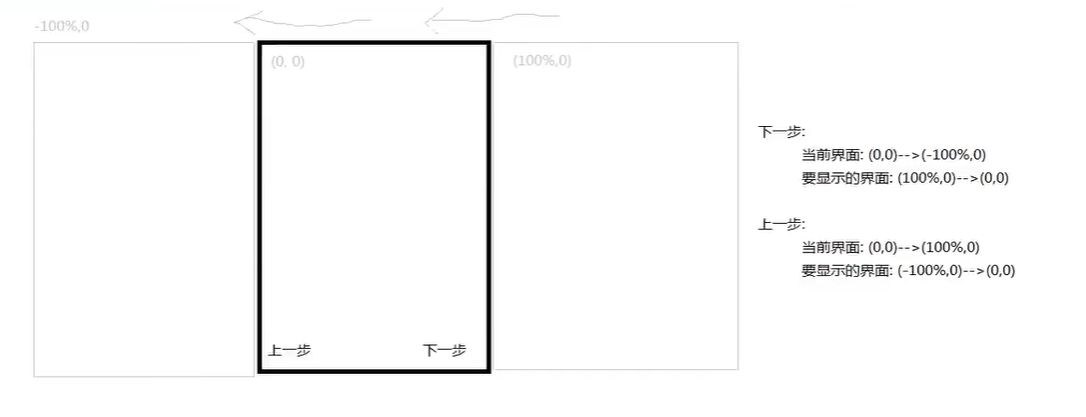 -100%,0
(0, 0)
(100%,0)
上一步
下一步
下一步:
当前界面: (0,0)-->(-100%,0)
要显示的界面: (100%,0)-->(0,0)
上一步:
当前界面: (0,0)-->(100%,0)
要显示的界面: (-100%,0)-->(0,0)